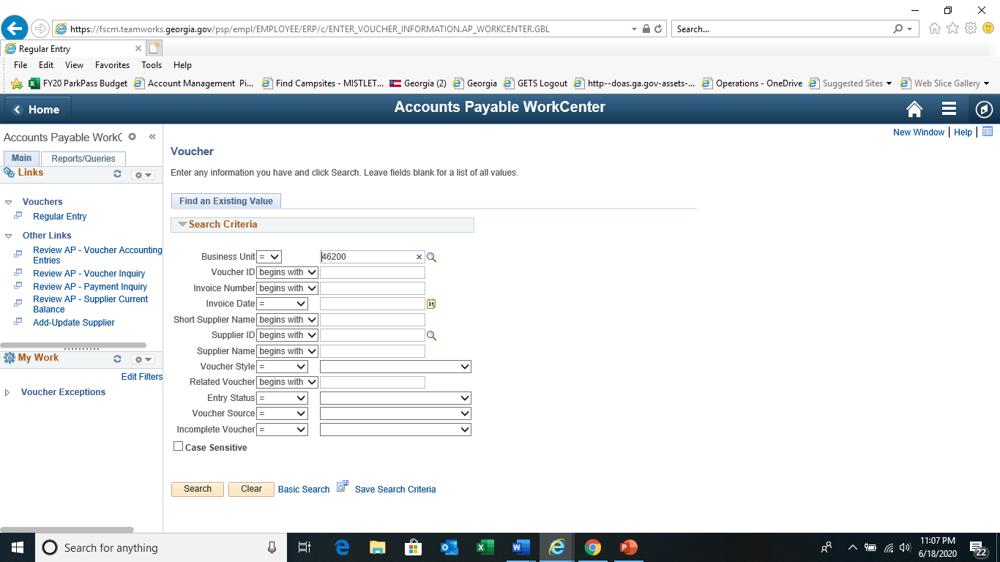 https://fscm.teamworks.georgia.gov/psp/empl/EMPLOYEE/ERP/c/ENTER_VOUCHER_INFORMATION.AP_WORKCENTER.GBL
Search...
Regular Entry
File Edit View Favorites Tools Help
FY20 ParkPass Budget Account Management Pi... Find Campsites - MISTLET... Georgia (2) Georgia GETS Logout http--doas.ga.gov-assets-... Operations - OneDrive Suggested Sites Web Slice Gallery
Home
Accounts Payable WorkCenter
New Window | Help |
Accounts Payable WorkC
Main Reports/Queries
Links
Vouchers
Regular Entry
Other Links
Review AP - Voucher Accounting
Entries
Review AP - Voucher Inquiry
Review AP - Payment Inquiry
Review AP - Supplier Current
Balance
Add-Update Supplier
My Work
Edit Filters
Voucher Exceptions
Voucher
Enter any information you have and click Search. Leave fields blank for a list of all values.
Find an Existing Value
Search Criteria
Business Unit = 46200
Voucher ID begins with
Invoice Number begins with
Invoice Date = 31
Short Supplier Name begins with
Supplier ID begins with
Supplier Name begins with
Voucher Style =
Related Voucher begins with
Entry Status =
Voucher Source =
Incomplete Voucher =
Case Sensitive
Search Clear Basic Search Save Search Criteria
Search for anything
11:07 PM
6/18/2020
22